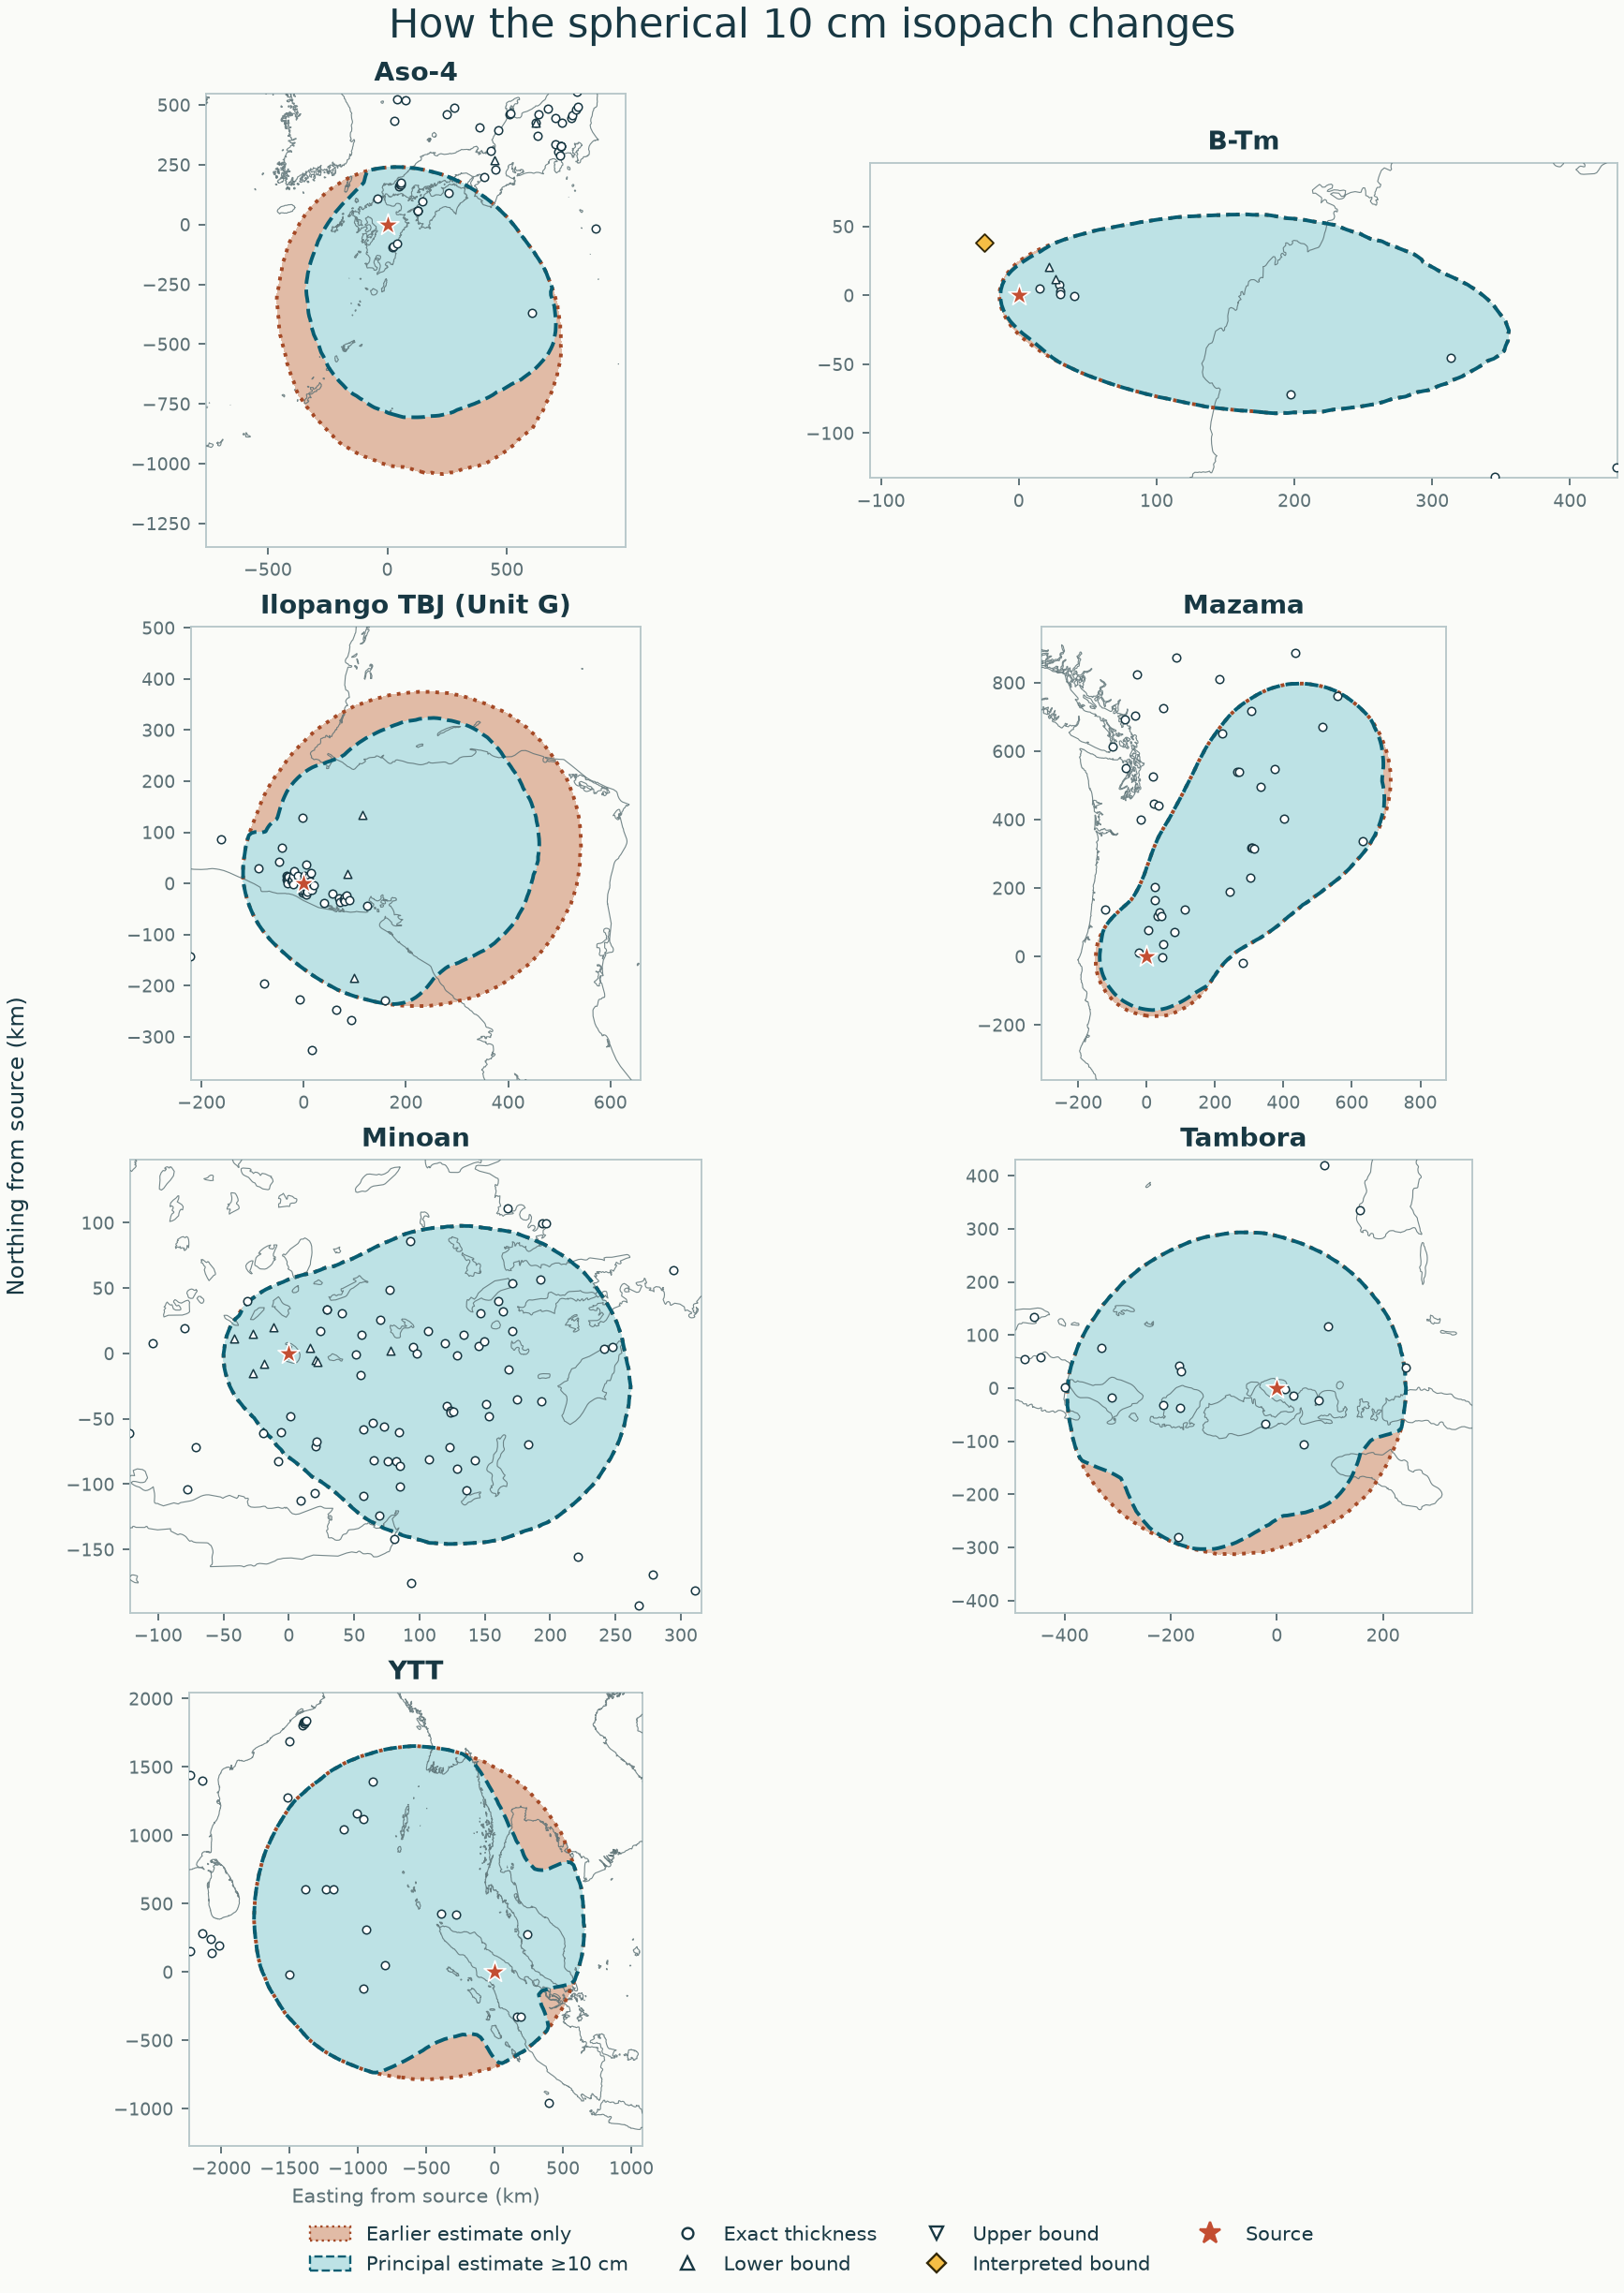 How the spherical 10 cm isopach changes
Aso-4
500
250
0
−250
−500
−750
−1000
−1250
−500 0 500
B-Tm
50
0
−50
−100
−100 0 100 200 300 400
Ilopango TBJ (Unit G)
500
400
300
200
100
0
−100
−200
−300
−200 0 200 400 600
Mazama
800
600
400
200
0
−200
−200 0 200 400 600 800
Northing from source (km)
Minoan
100
50
0
−50
−100
−150
−100 −50 0 50 100 150 200 250 300
Tambora
400
300
200
100
0
−100
−200
−300
−400
−400 −200 0 200
YTT
2000
1500
1000
500
0
−500
−1000
−2000 −1500 −1000 −500 0 500 1000
Easting from source (km)
Earlier estimate only
Principal estimate ≥10 cm
Exact thickness
Lower bound
Upper bound
Interpreted bound
Source